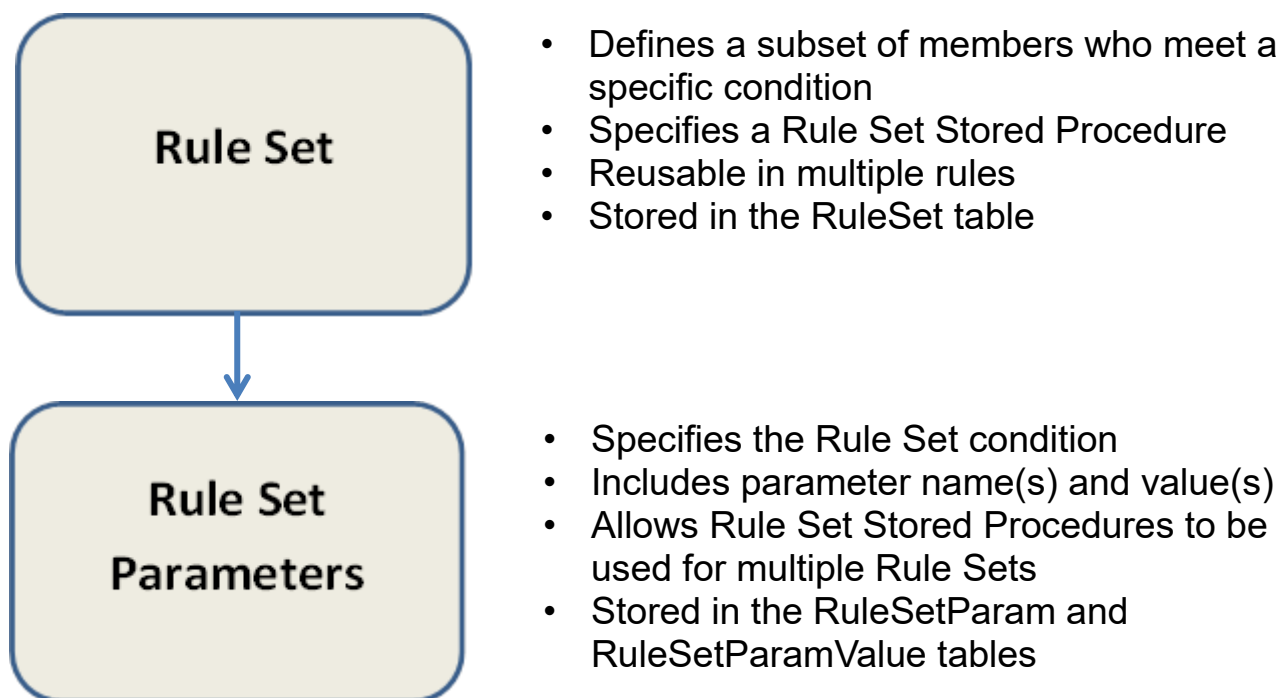 Rule Set
• Defines a subset of members who meet a
specific condition
• Specifies a Rule Set Stored Procedure
• Reusable in multiple rules
• Stored in the RuleSet table
Rule Set
Parameters
• Specifies the Rule Set condition
• Includes parameter name(s) and value(s)
• Allows Rule Set Stored Procedures to be
used for multiple Rule Sets
• Stored in the RuleSetParam and
RuleSetParamValue tables